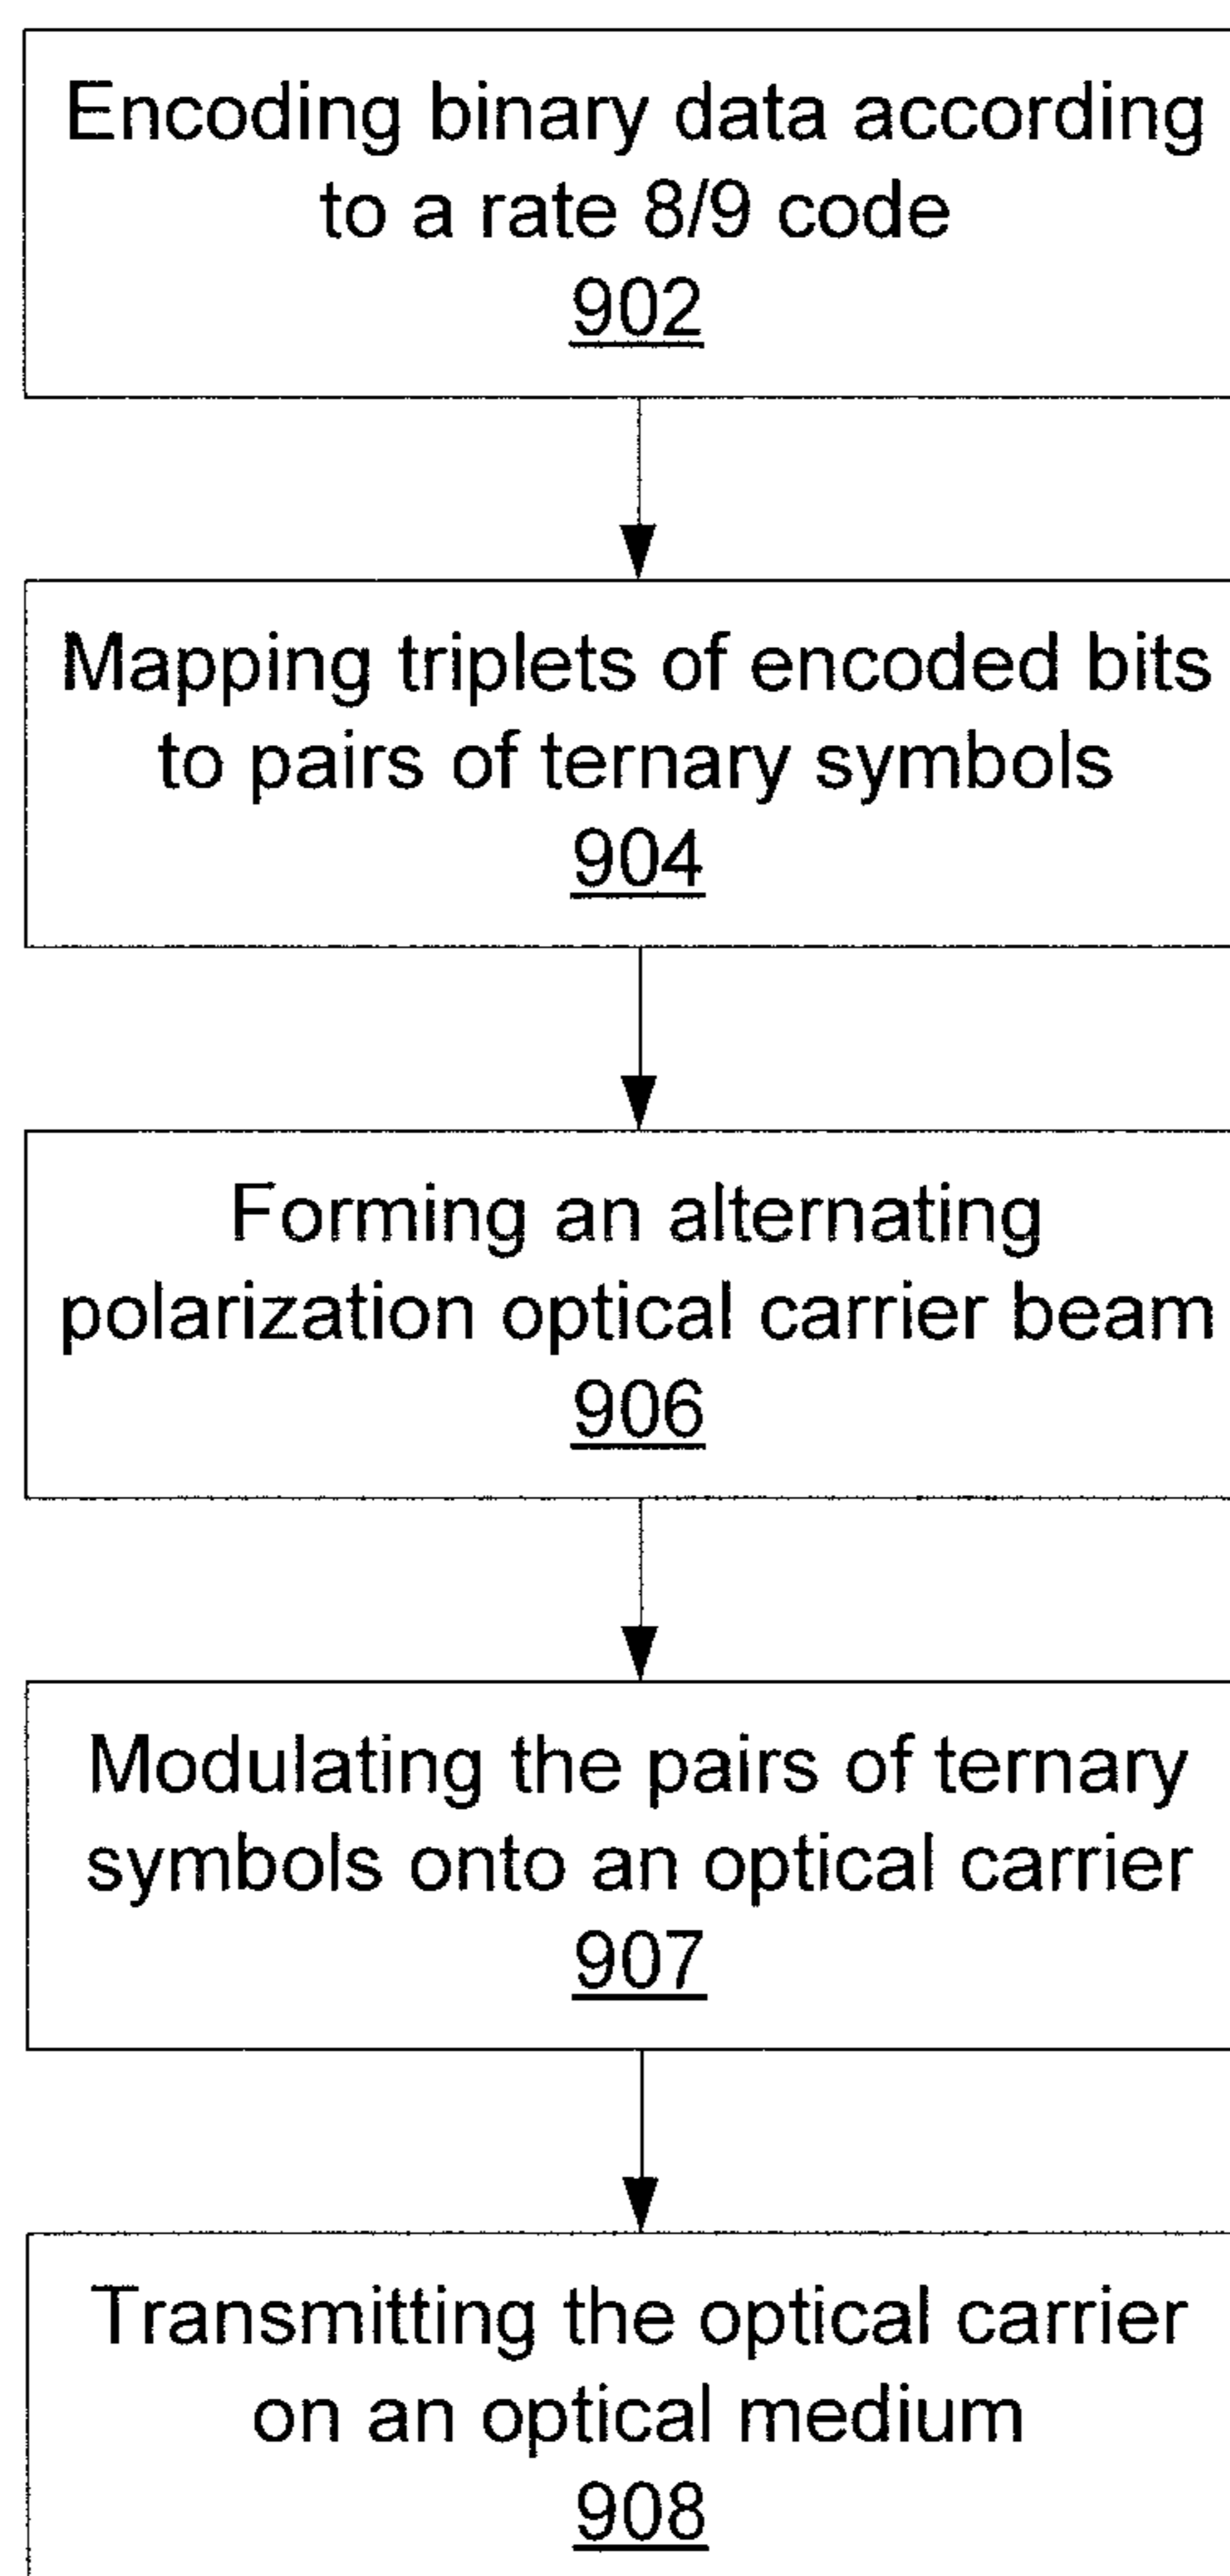 Encoding binary data according
to a rate 8/9 code
902
Mapping triplets of encoded bits
to pairs of ternary symbols
904
Forming an alternating
polarization optical carrier beam
906
Modulating the pairs of ternary
symbols onto an optical carrier
907
Transmitting the optical carrier
on an optical medium
908